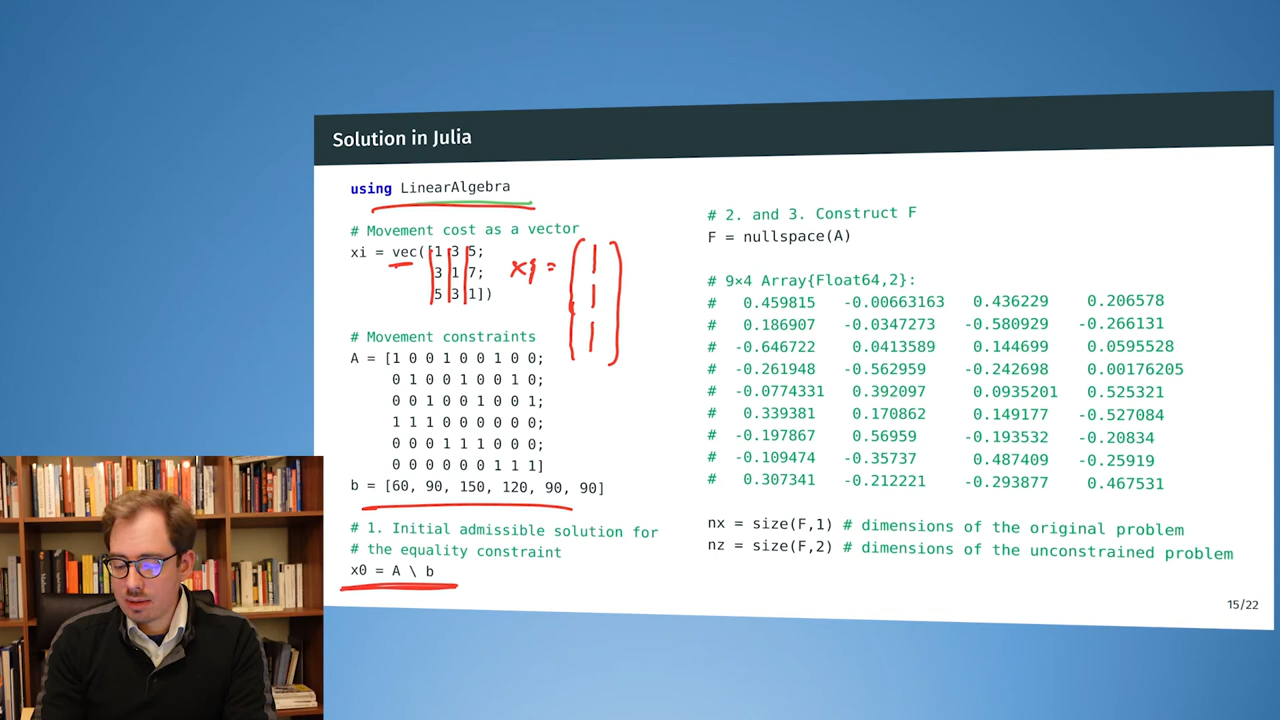 Solution in Julia
using LinearAlgebra
# Movement cost as a vector
xi = vec([1 3 5;
3 1 7;
5 3 1])
xi =
# Movement constraints
A = [1 0 0 1 0 0 1 0 0;
0 1 0 0 1 0 0 1 0;
0 0 1 0 0 1 0 0 1;
1 1 1 0 0 0 0 0 0;
0 0 0 1 1 1 0 0 0;
0 0 0 0 0 0 1 1 1]
b = [60, 90, 150, 120, 90, 90]
# 1. Initial admissible solution for
# the equality constraint
x0 = A \ b
# 2. and 3. Construct F
F = nullspace(A)
# 9×4 Array{Float64,2}:
# 0.459815 -0.00663163 0.436229 0.206578
# 0.186907 -0.0347273 -0.580929 -0.266131
# -0.646722 0.0413589 0.144699 0.0595528
# -0.261948 -0.562959 -0.242698 0.00176205
# -0.0774331 0.392097 0.0935201 0.525321
# 0.339381 0.170862 0.149177 -0.527084
# -0.197867 0.56959 -0.193532 -0.20834
# -0.109474 -0.35737 0.487409 -0.25919
# 0.307341 -0.212221 -0.293877 0.467531
nx = size(F,1) # dimensions of the original problem
nz = size(F,2) # dimensions of the unconstrained problem
15/22